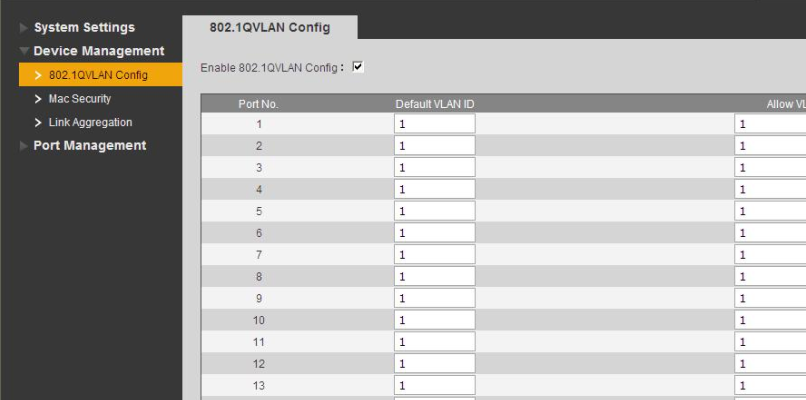 System Settings
Device Management
802.1QVLAN Config
Mac Security
Link Aggregation
Port Management
802.1QVLAN Config
Enable 802.1QVLAN Config:
Port No. Default VLAN ID Allow VL
1 1 1
2 1 1
3 1 1
4 1 1
5 1 1
6 1 1
7 1 1
8 1 1
9 1 1
10 1 1
11 1 1
12 1 1
13 1 1